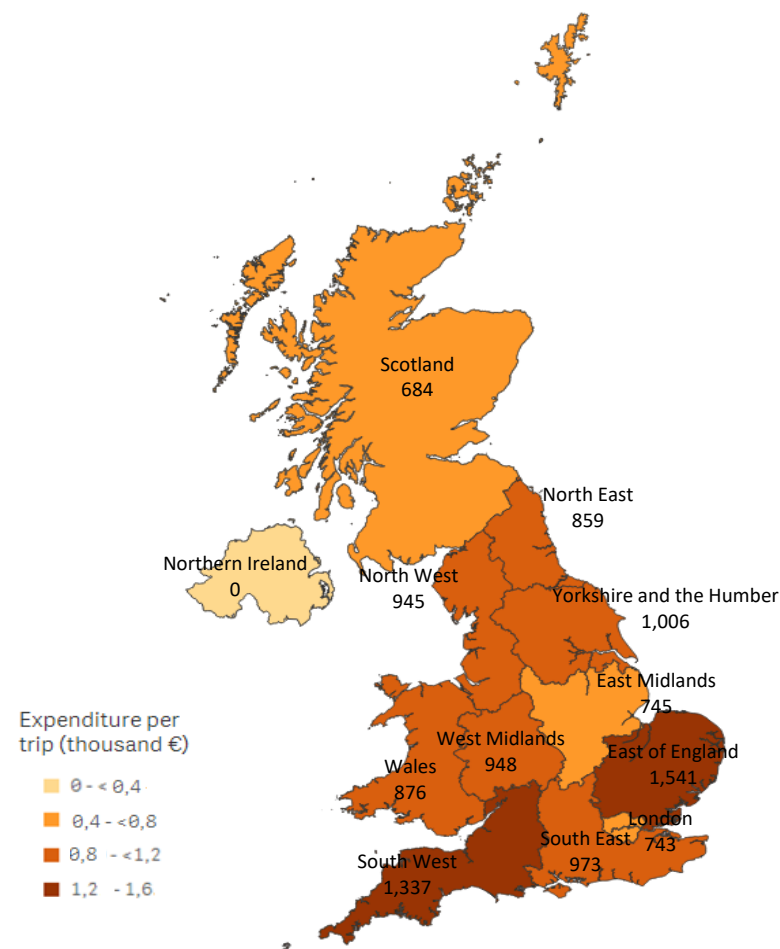 Scotland
684
North East
859
Northern Ireland
0
North West
945
Yorkshire and the Humber
1,006
East Midlands
745
Expenditure per
trip (thousand €)
0 - < 0,4
0,4 - <0,8
0,8 - <1,2
1,2 - 1,6
West Midlands
948
East of England
1,541
Wales
876
London
743
South East
973
South West
1,337